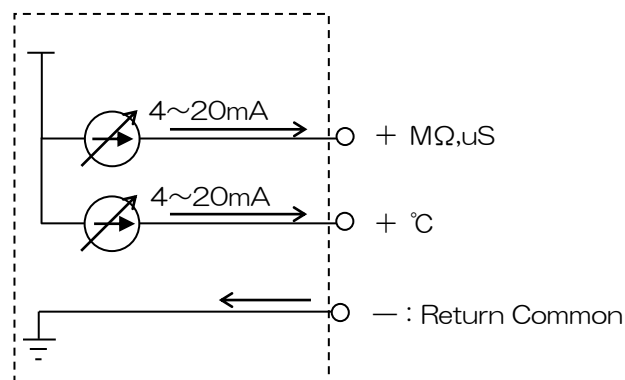 4～20mA
＋ MΩ,uS
4～20mA
＋ ℃
－：Return Common